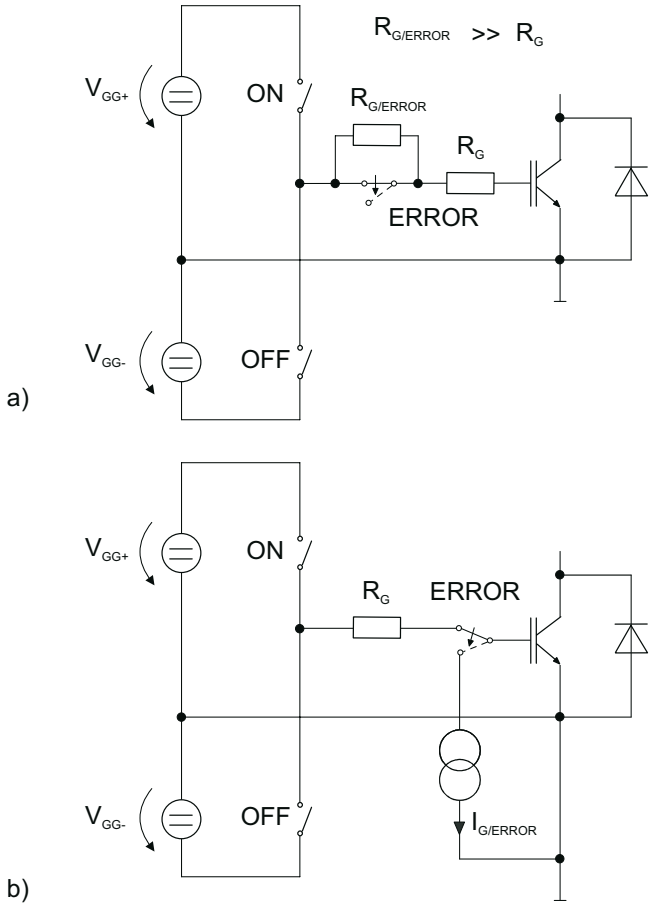 R_G/ERROR >> R_G
V_GG+
ON
R_G/ERROR
R_G
ERROR
V_GG-
OFF
a)
V_GG+
ON
R_G
ERROR
V_GG-
OFF
I_G/ERROR
b)